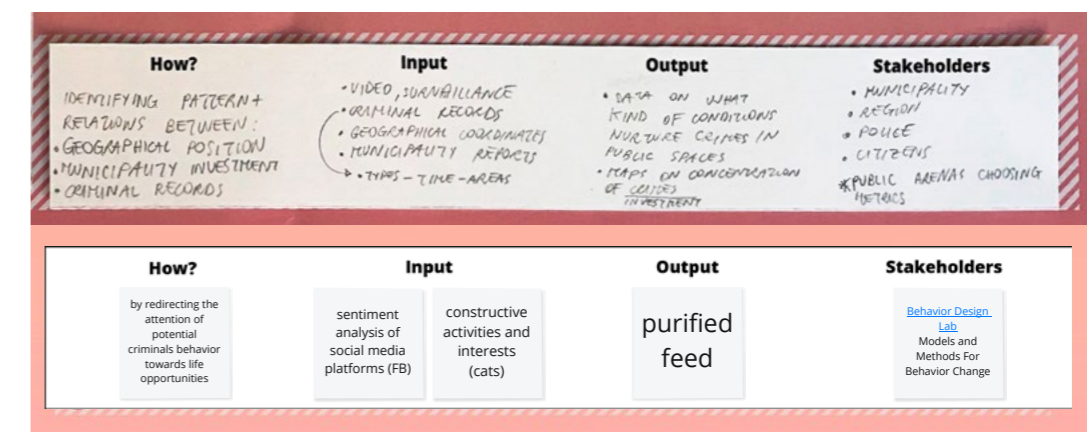 How?
IDENTIFYING PATTERN +
RELATIONS BETWEEN :
• GEOGRAPHICAL POSITION
• MUNICIPALITY INVESTMENT
• CRIMINAL RECORDS
Input
• VIDEO, SURVAILLANCE
• CRIMINAL RECORDS
• GEOGRAPHICAL COORDINATES
• MUNICIPALITY REPORTS
• TYPES - TIME - AREAS
Output
• DATA ON WHAT
KIND OF CONDITIONS
NURTURE CRIMES IN
PUBLIC SPACES
• MAPS ON CONCENTRATION
OF CRIMES
INVESTMENT
Stakeholders
• MUNICIPALITY
• REGION
• POLICE
• CITIZENS
* PUBLIC ARENAS CHOOSING
METRICS
How?
by redirecting the
attention of
potential
criminals behavior
towards life
opportunities
Input
sentiment
analysis of
social media
platforms (FB)
constructive
activities and
interests
(cats)
Output
purified
feed
Stakeholders
Behavior Design
Lab
Models and
Methods For
Behavior Change